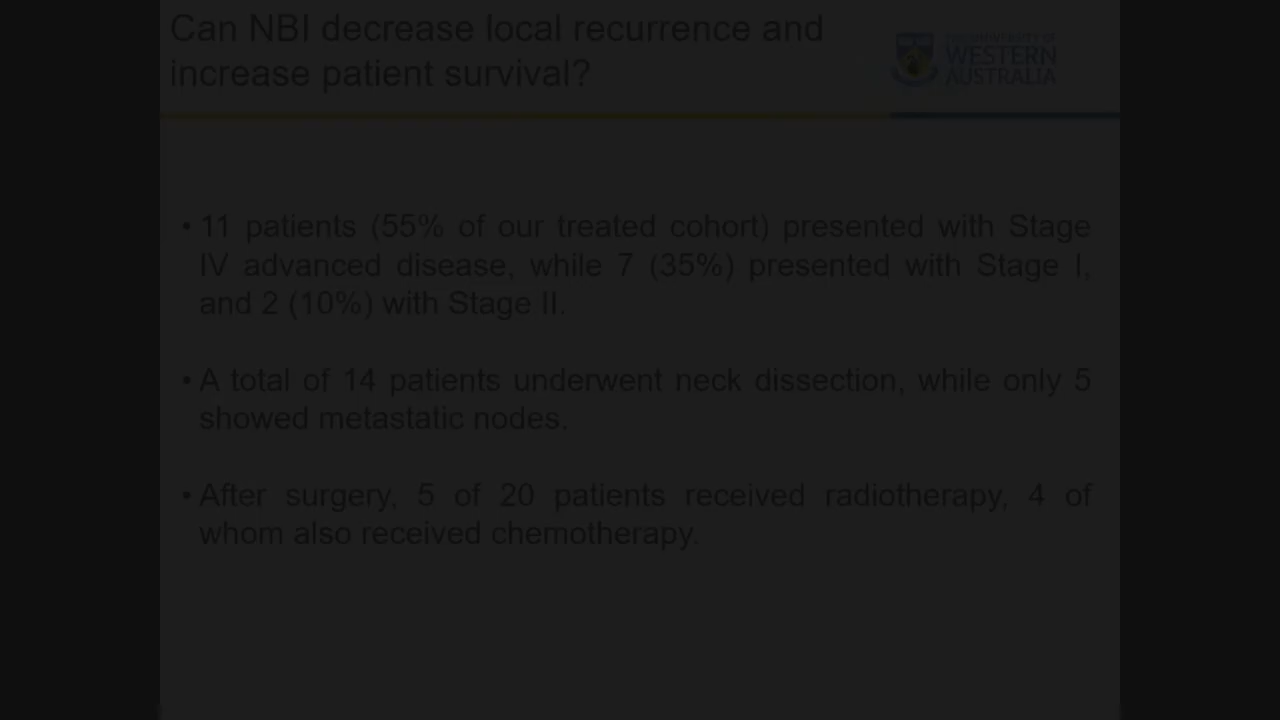 Can NBI decrease local recurrence and
increase patient survival?
THE UNIVERSITY OF
WESTERN
AUSTRALIA
• 11 patients (55% of our treated cohort) presented with Stage
IV advanced disease, while 7 (35%) presented with Stage I,
and 2 (10%) with Stage II.
• A total of 14 patients underwent neck dissection, while only 5
showed metastatic nodes.
• After surgery, 5 of 20 patients received radiotherapy, 4 of
whom also received chemotherapy.